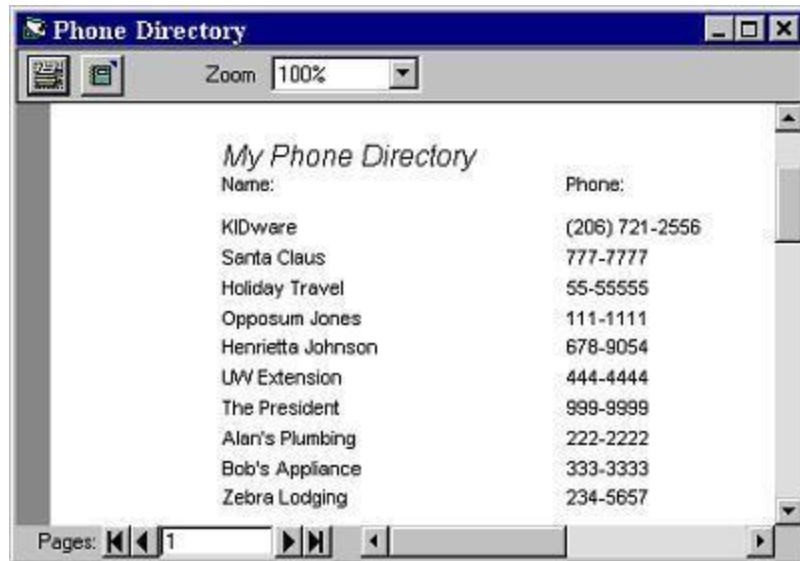 Phone Directory
Zoom 100%
My Phone Directory
Name: Phone:
KIDware (206) 721-2556
Santa Claus 777-7777
Holiday Travel 55-55555
Opposum Jones 111-1111
Henrietta Johnson 678-9054
UW Extension 444-4444
The President 999-9999
Alan's Plumbing 222-2222
Bob's Appliance 333-3333
Zebra Lodging 234-5657
Pages: 1